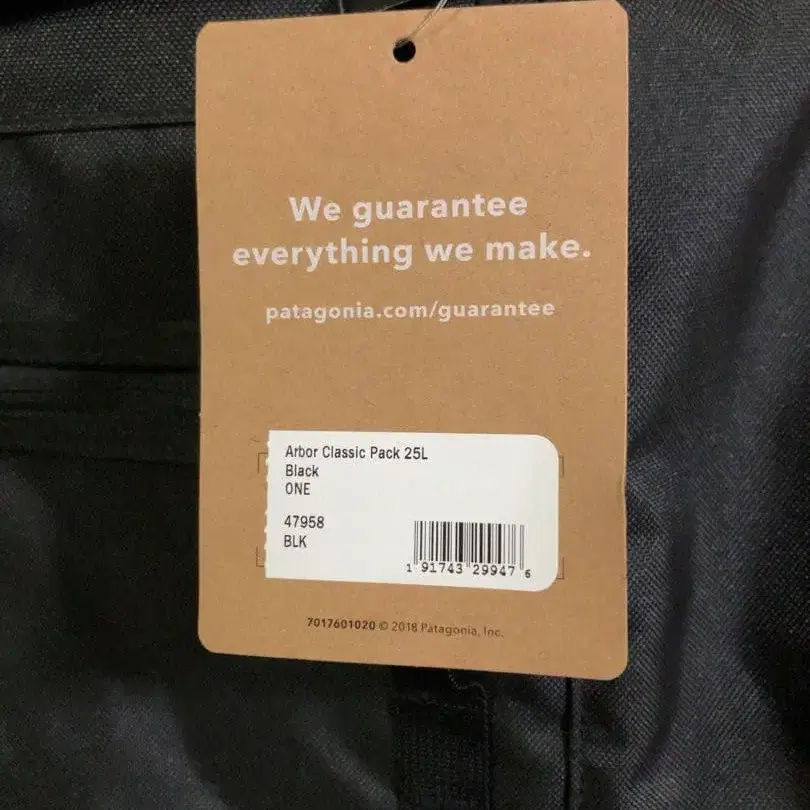 We guarantee
everything we make.
patagonia.com/guarantee
Arbor Classic Pack 25L
Black
ONE
47958
BLK
1 91743 29947 6
7017601020 © 2018 Patagonia, Inc.